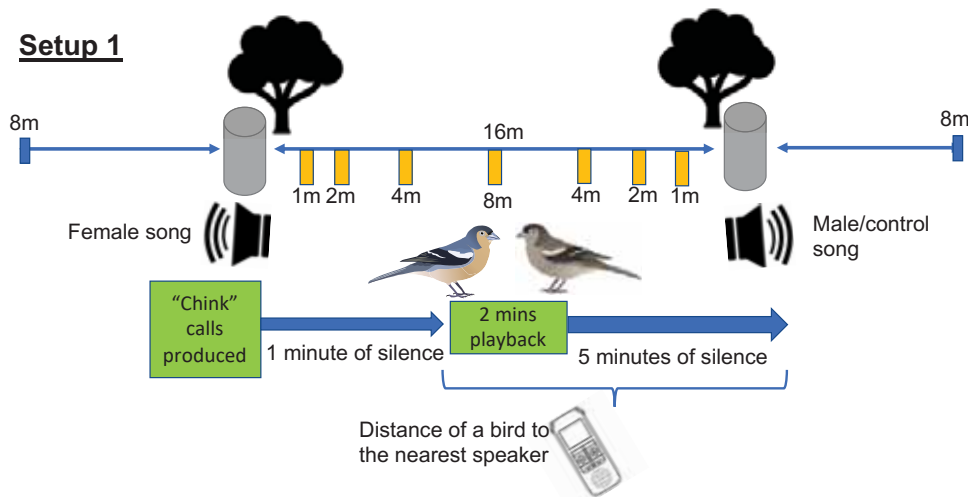 Setup 1
8m
16m
8m
1m
2m
4m
8m
4m
2m
1m
Female song
Male/control
song
“Chink”
calls
produced
1 minute of silence
2 mins
playback
5 minutes of silence
Distance of a bird to
the nearest speaker